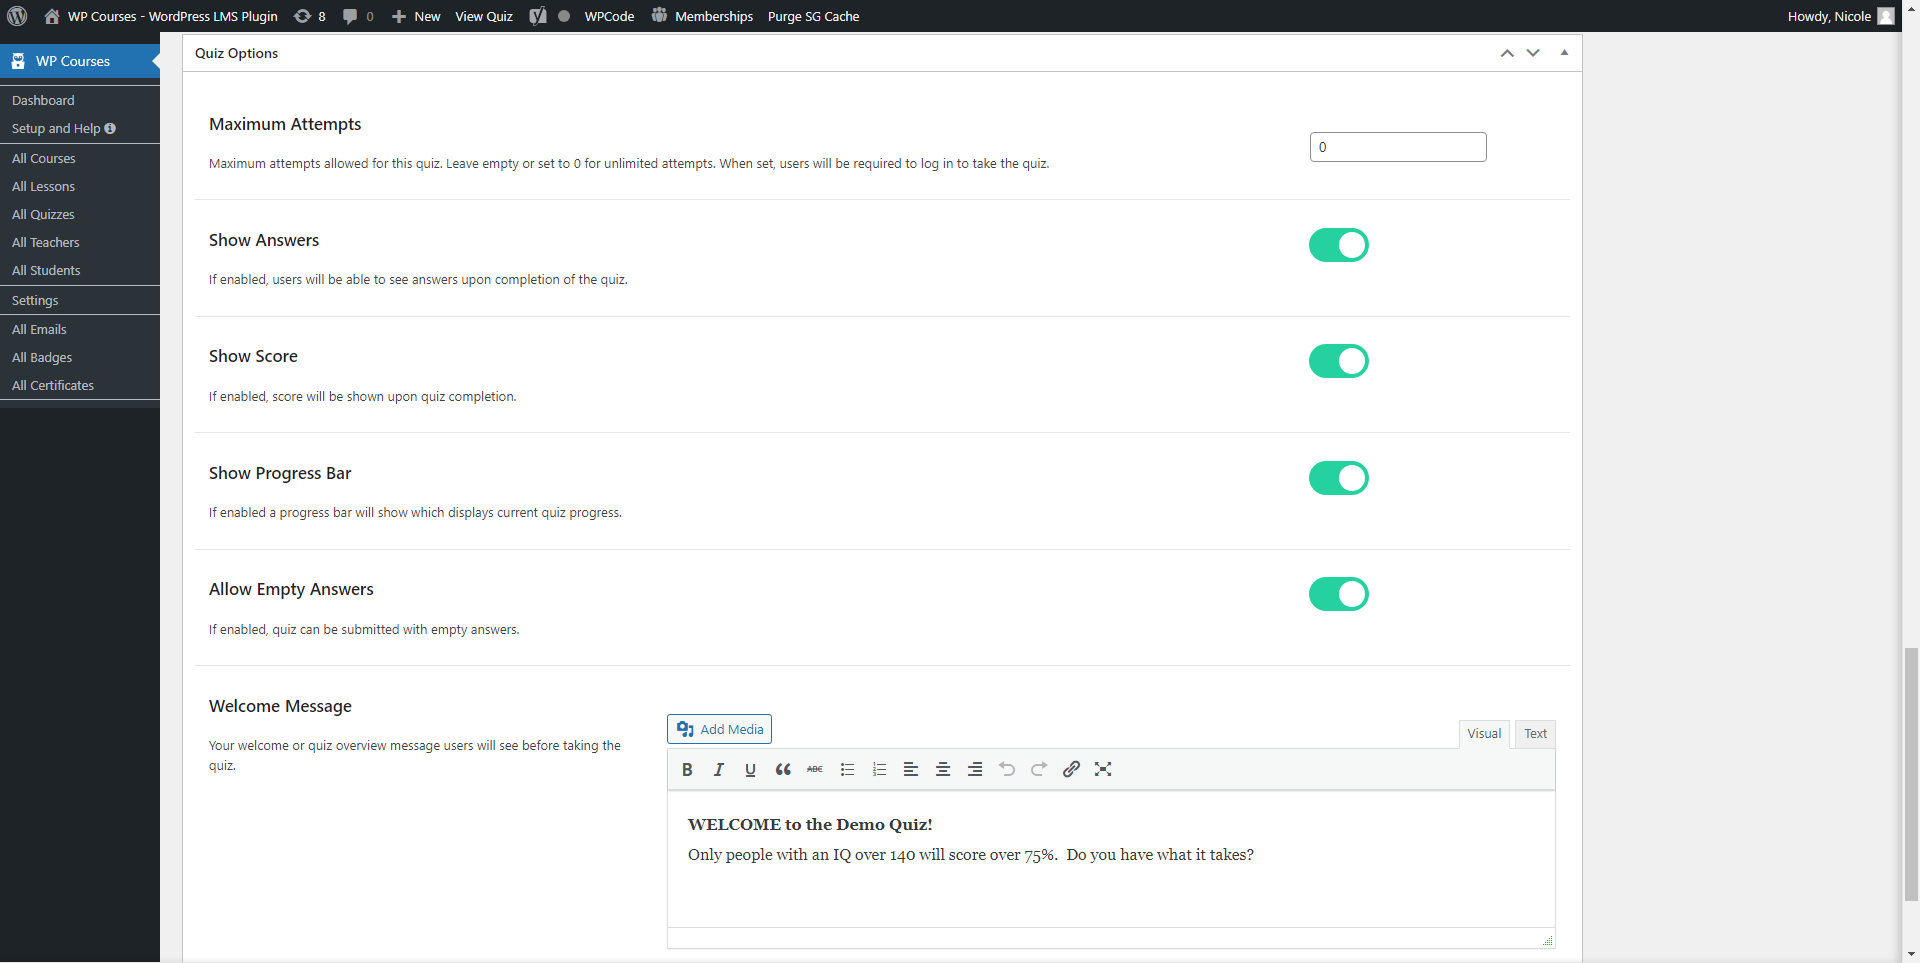 WP Courses - WordPress LMS Plugin 8 0 New View Quiz WPCode Memberships Purge SG Cache Howdy, Nicole
WP Courses
Dashboard
Setup and Help
All Courses
All Lessons
All Quizzes
All Teachers
All Students
Settings
All Emails
All Badges
All Certificates
Quiz Options
Maximum Attempts
Maximum attempts allowed for this quiz. Leave empty or set to 0 for unlimited attempts. When set, users will be required to log in to take the quiz.
0
Show Answers
If enabled, users will be able to see answers upon completion of the quiz.
Show Score
If enabled, score will be shown upon quiz completion.
Show Progress Bar
If enabled a progress bar will show which displays current quiz progress.
Allow Empty Answers
If enabled, quiz can be submitted with empty answers.
Welcome Message
Your welcome or quiz overview message users will see before taking the
quiz.
Add Media
Visual Text
B I U ABC
WELCOME to the Demo Quiz!
Only people with an IQ over 140 will score over 75%.  Do you have what it takes?